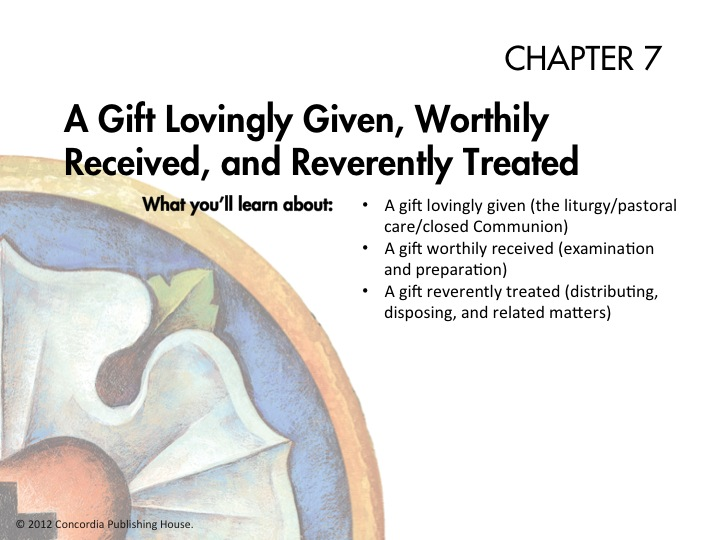 CHAPTER 7
A Gift Lovingly Given, Worthily
Received, and Reverently Treated
What you’ll learn about:
• A gift lovingly given (the liturgy/pastoral
care/closed Communion)
• A gift worthily received (examination
and preparation)
• A gift reverently treated (distributing,
disposing, and related matters)
© 2012 Concordia Publishing House.